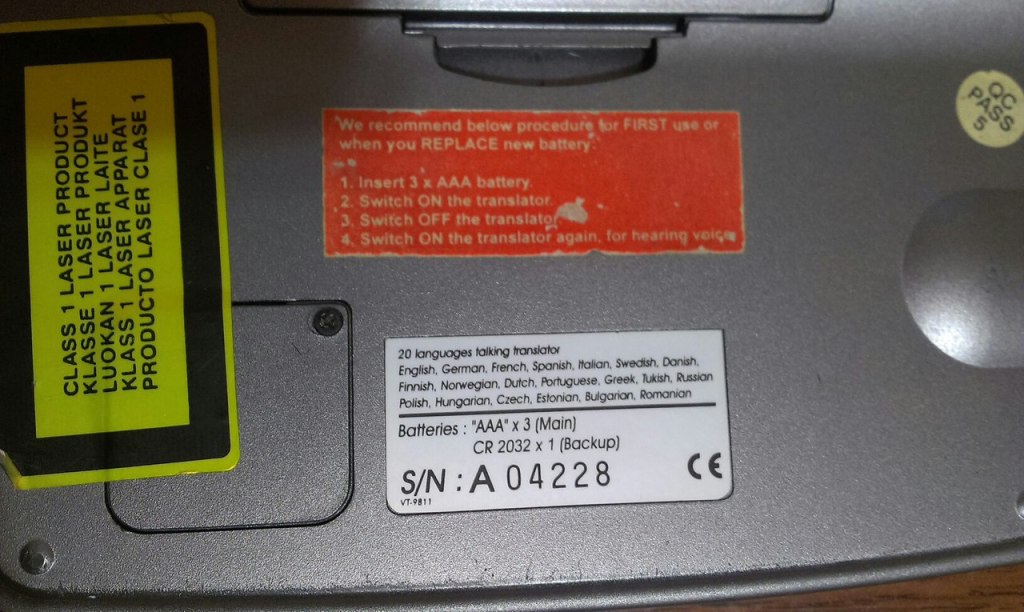 CLASS 1 LASER PRODUCT
KLASSE 1 LASER PRODUKT
LUOKAN 1 LASER LAITE
KLASS 1 LASER APPARAT
PRODUCTO LASER CLASE 1
We recommend below procedure for FIRST use or
when you REPLACE new battery.
1. Insert 3 x AAA battery.
2. Switch ON the translator.
3. Switch OFF the translator
4. Switch ON the translator again, for hearing voice
QC
PASS
5
20 languages talking translator
English, German, French, Spanish, Italian, Swedish, Danish,
Finnish, Norwegian, Dutch, Portuguese, Greek, Tukish, Russian
Polish, Hungarian, Czech, Estonian, Bulgarian, Romanian
Batteries : "AAA" x 3 (Main)
CR 2032 x 1 (Backup)
S/N : A 04228
CE
VT-9811